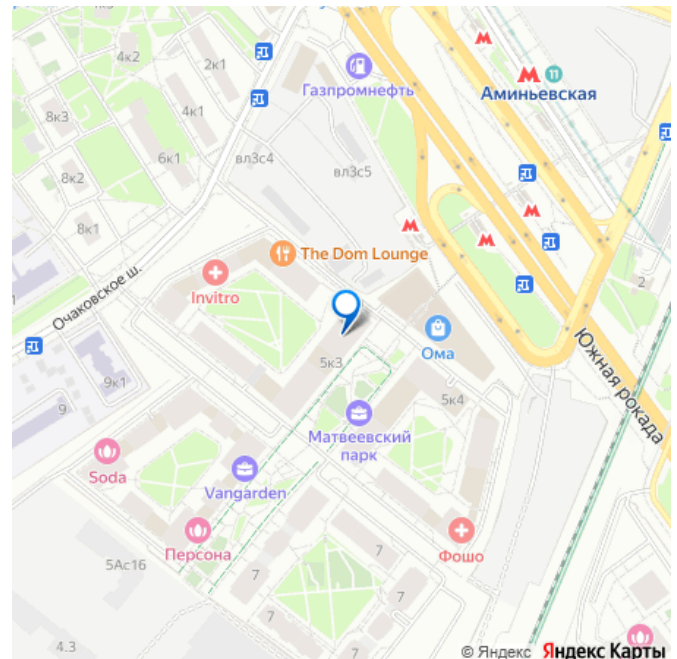 4к2
2к1
Газпромнефть
11
Аминьевская
8к3
4к1
6к1
вл3с4
вл3с5
8к2
8к1
The Dom Lounge
2
Invitro
Очаковское ш.
Ома
Южная рокада
5к3
9к1
9
5к4
Матвеевский
парк
Soda
Vangarden
Персона
Фошо
7
5Ас16
7
7
7
4.3
© Яндекс Яндекс Карты